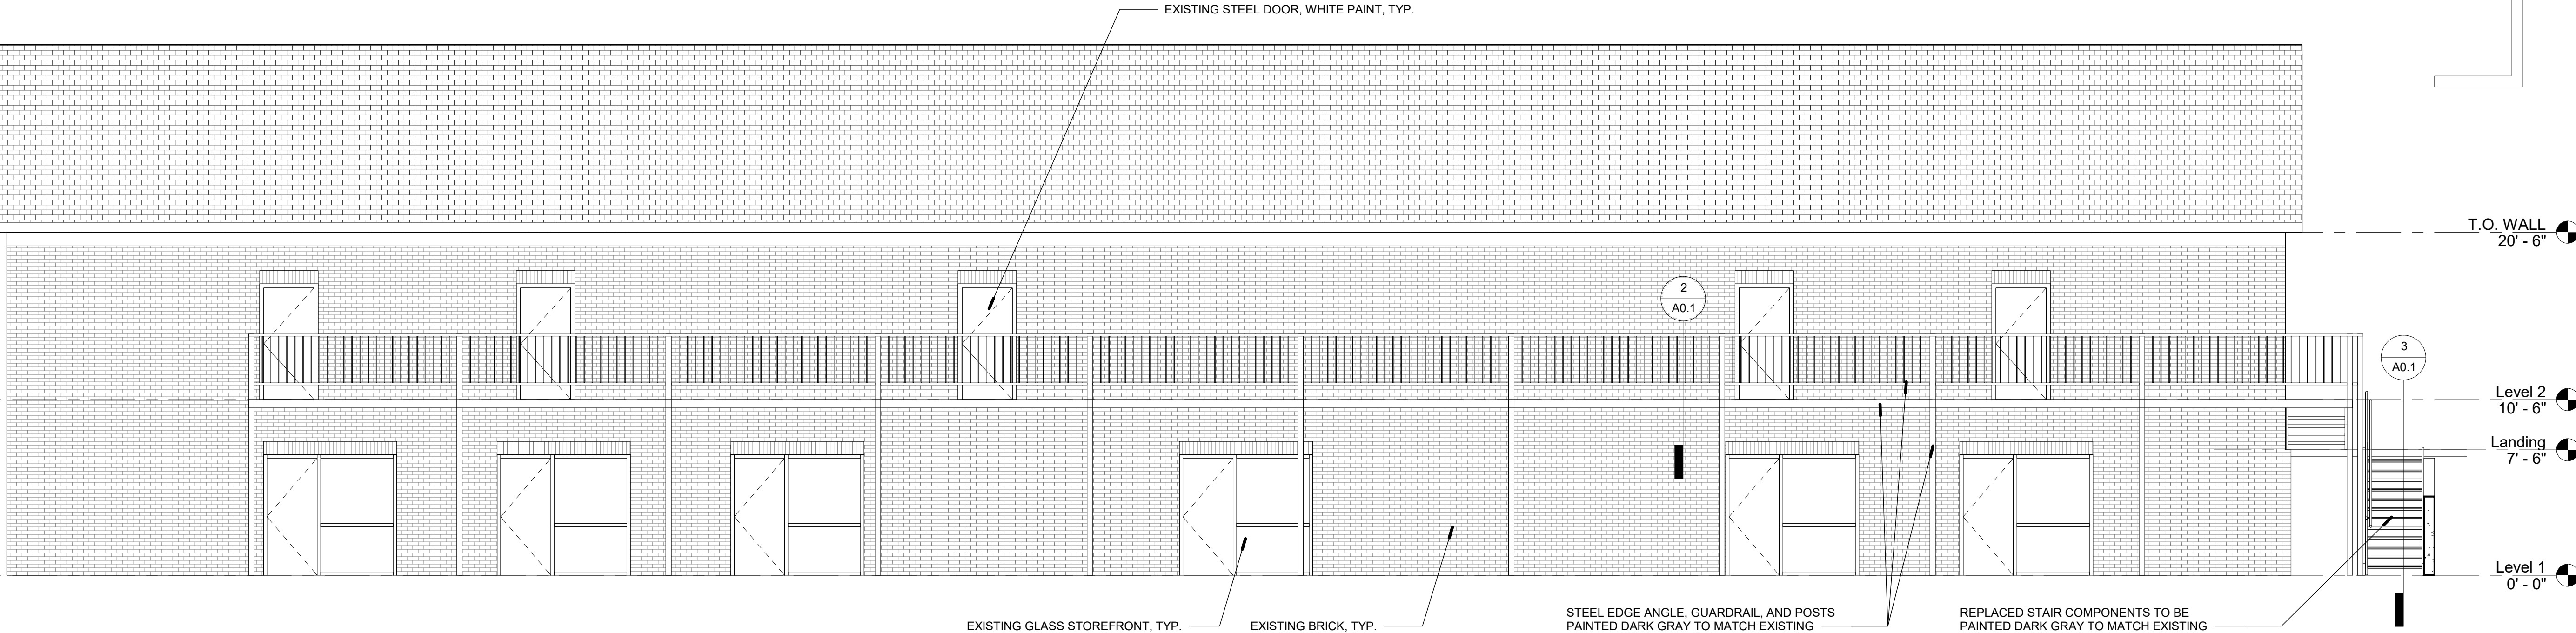 EXISTING STEEL DOOR, WHITE PAINT, TYP.
T.O. WALL
20' - 6"
2
A0.1
3
A0.1
Level 2
10' - 6"
Landing
7' - 6"
Level 1
0' - 0"
EXISTING GLASS STOREFRONT, TYP.
EXISTING BRICK, TYP.
STEEL EDGE ANGLE, GUARDRAIL, AND POSTS
PAINTED DARK GRAY TO MATCH EXISTING
REPLACED STAIR COMPONENTS TO BE
PAINTED DARK GRAY TO MATCH EXISTING